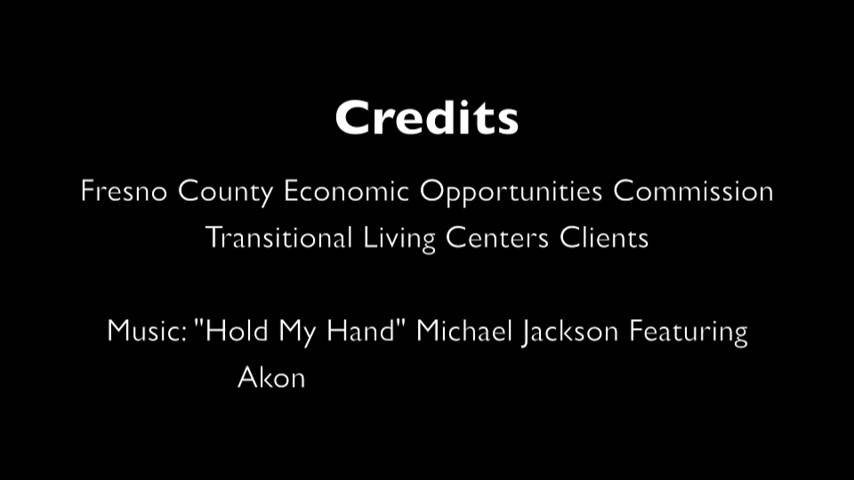 Credits
Fresno County Economic Opportunities Commission
Transitional Living Centers Clients
Music: "Hold My Hand" Michael Jackson Featuring
Akon